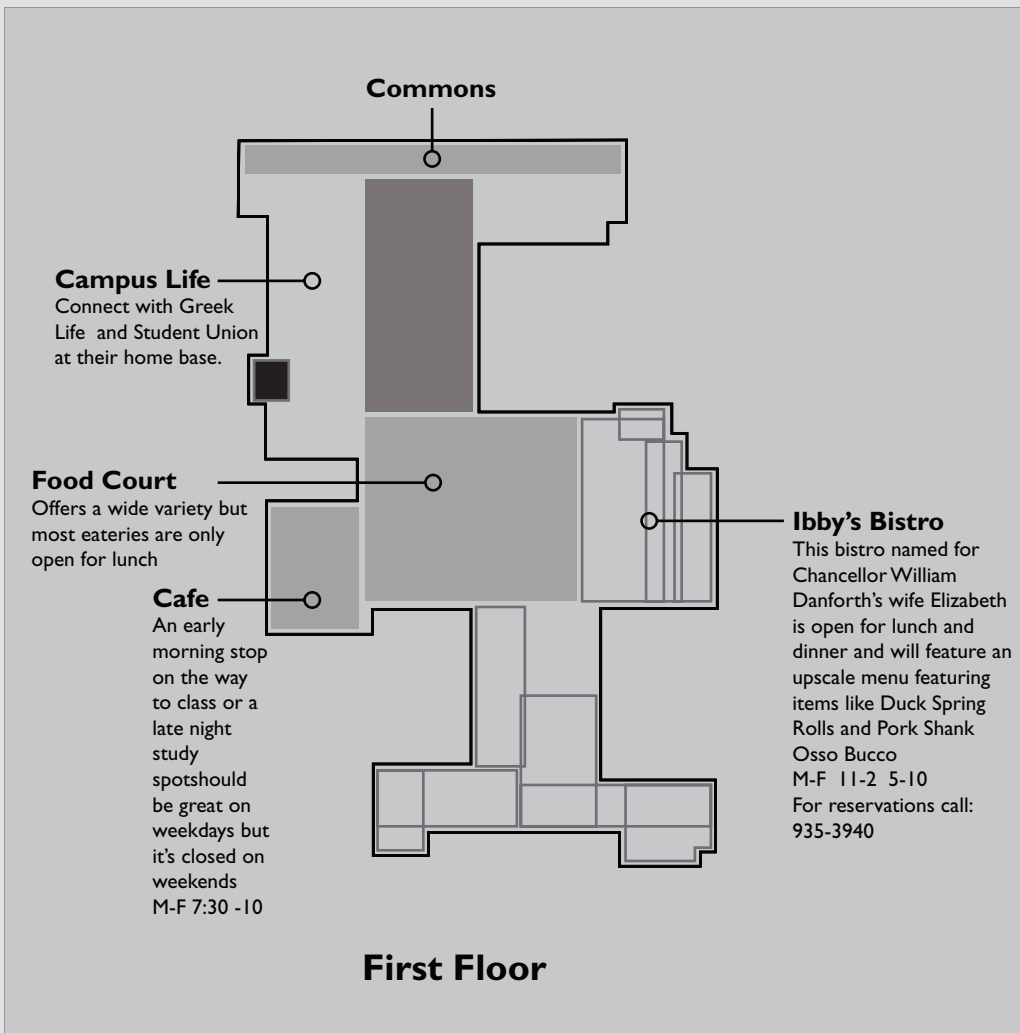 Commons
Campus Life
Connect with Greek
Life and Student Union
at their home base.
Food Court
Offers a wide variety but
most eateries are only
open for lunch
Cafe
An early
morning stop
on the way
to class or a
late night
study
spotshould
be great on
weekdays but
it's closed on
weekends
M-F 7:30 -10
Ibby's Bistro
This bistro named for
Chancellor William
Danforth's wife Elizabeth
is open for lunch and
dinner and will feature an
upscale menu featuring
items like Duck Spring
Rolls and Pork Shank
Osso Bucco
M-F 11-2 5-10
For reservations call:
935-3940
First Floor